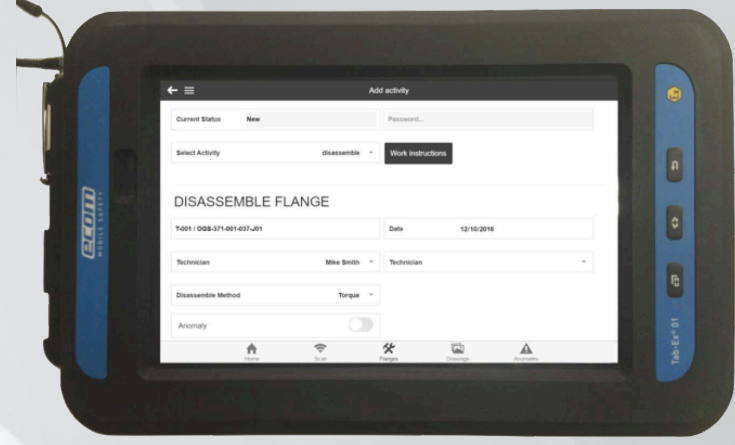 Add activity
Current Status New Password...
Select Activity disassemble Work instructions
DISASSEMBLE FLANGE
T-001 / OGS-371-001-037-J01 Date 12/10/2018
Technician Mike Smith Technician
Disassemble Method Torque
Anomaly
Home Scan Flanges Drawings Anomalies
ecom
MOBILE SAFETY
Tab-Ex® 01